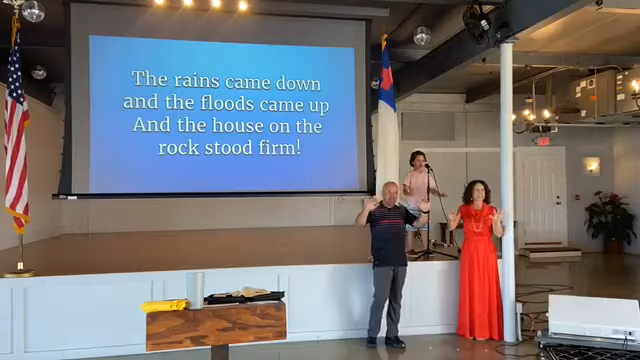 The rains came down
and the floods came up
And the house on the
rock stood firm!